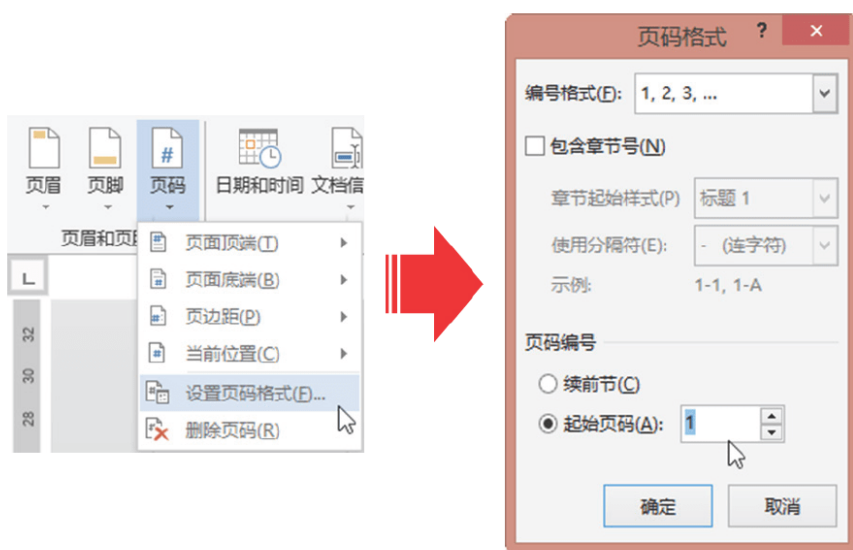 页眉 页脚 页码 日期和时间 文档信
页眉和页
页面顶端(T)
页面底端(B)
页边距(P)
当前位置(C)
设置页码格式(F)...
删除页码(R)
L
32
30
28
页码格式 ? ×
编号格式(F): 1, 2, 3, ...
包含章节号(N)
章节起始样式(P) 标题 1
使用分隔符(E): - (连字符)
示例: 1-1, 1-A
页码编号
续前节(C)
起始页码(A): 1
确定 取消